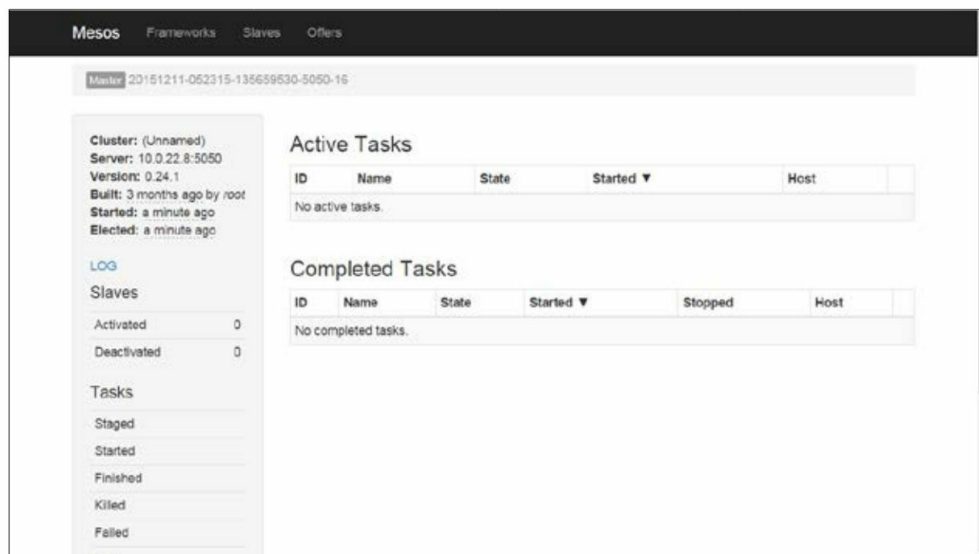 Mesos Frameworks Slaves Offers
Master 20151211-052315-135659530-5050-16
Cluster: (Unnamed)
Server: 10.0.22.8:5050
Version: 0.24.1
Built: 3 months ago by root
Started: a minute ago
Elected: a minute ago
LOG
Slaves
Activated 0
Deactivated 0
Tasks
Staged
Started
Finished
Killed
Failed
Active Tasks
ID Name State Started ▼ Host
No active tasks.
Completed Tasks
ID Name State Started ▼ Stopped Host
No completed tasks.